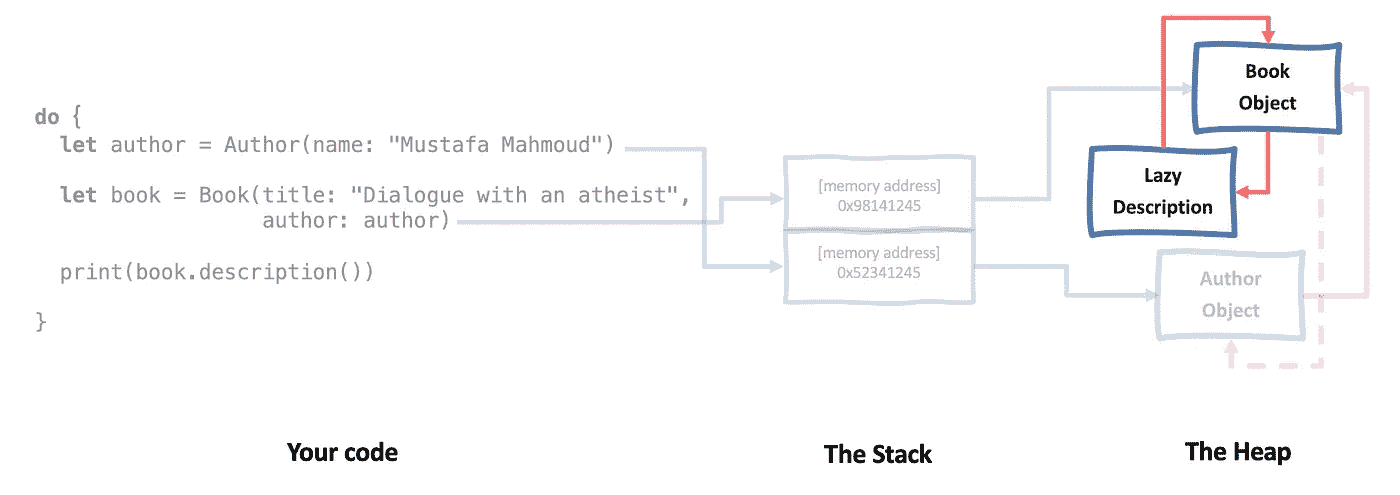 do {
let author = Author(name: "Mustafa Mahmoud")
let book = Book(title: "Dialogue with an atheist",
author: author)
print(book.description())
}
[memory address]
0x98141245
[memory address]
0x52341245
Book
Object
Lazy
Description
Author
Object
Your code
The Stack
The Heap